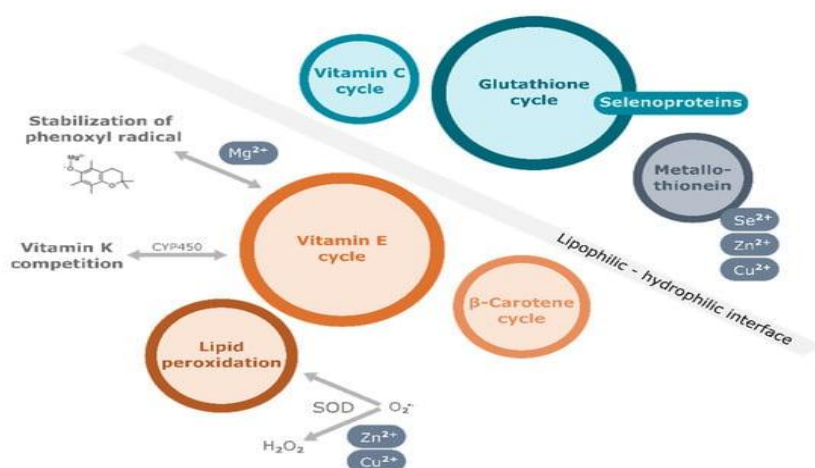 Vitamin C
cycle
Glutathione
cycle
Selenoproteins
Stabilization of
phenoxyl radical
Mg²⁺
Metallo-
thionein
Se²⁺
Zn²⁺
Cu²⁺
Vitamin E
cycle
Vitamin K
competition
CYP450
Lipophilic - hydrophilic interface
β-Carotene
cycle
Lipid
peroxidation
SOD
O₂•⁻
H₂O₂
Zn²⁺
Cu²⁺